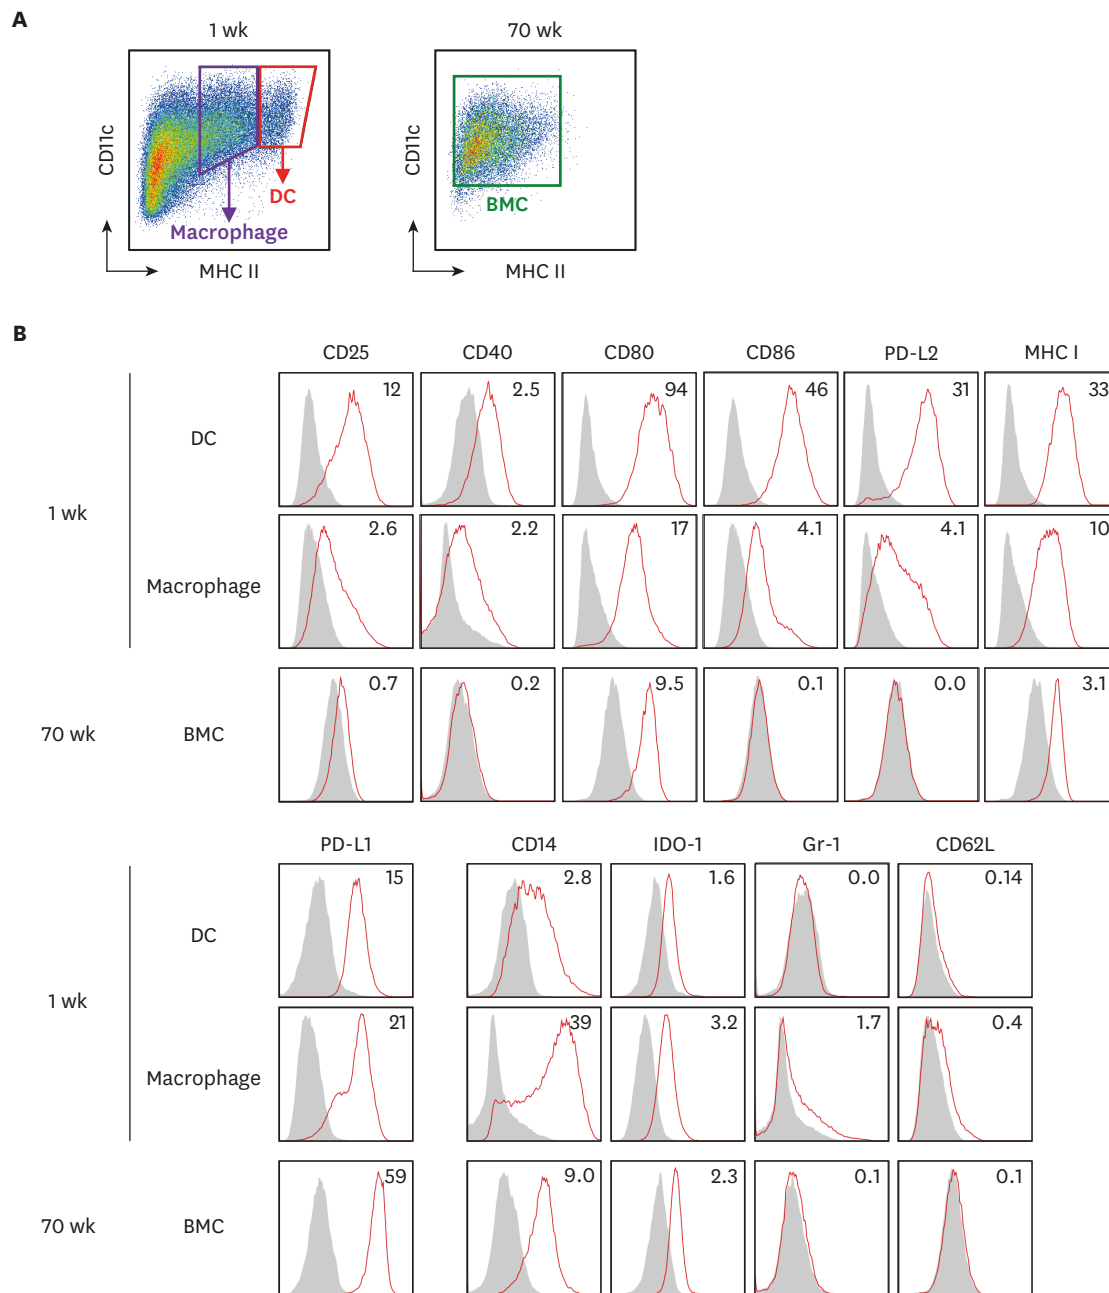 A
1 wk 70 wk
CD11c CD11c
DC
Macrophage
BMC
MHC II MHC II
B
CD25 CD40 CD80 CD86 PD-L2 MHC I
1 wk
DC 12 2.5 94 46 31 33
Macrophage 2.6 2.2 17 4.1 4.1 10
70 wk BMC 0.7 0.2 9.5 0.1 0.0 3.1
PD-L1 CD14 IDO-1 Gr-1 CD62L
1 wk
DC 15 2.8 1.6 0.0 0.14
Macrophage 21 39 3.2 1.7 0.4
70 wk BMC 59 9.0 2.3 0.1 0.1